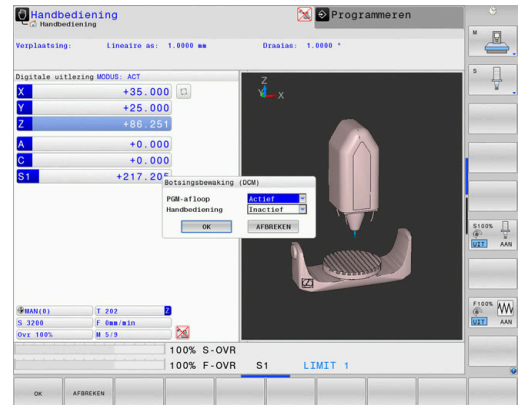 Handbediening
Handbediening
Programmeren
Verplaatsing: Lineaire as: 1.0000 mm Draaias: 1.0000 °
Digitale uitlezing MODUS: ACT
X +35.000
Y +25.000
Z +86.251
A +0.000
C +0.000
S1 +217.205
Z
Y
X
Botsingsbewaking (DCM)
PGM-afloop Actief
Handbediening Inactief
OK AFBREKEN
MAN(0) T 202 Z
S 3200 F 0mm/min
Ovr 100% M 5/9
100% S-OVR
100% F-OVR S1 LIMIT 1
M
S
S100%
UIT AAN
F100%
UIT AAN
OK AFBREKEN